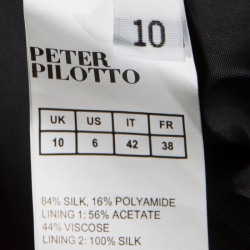 10
PETER
PILOTTO
UK US IT FR
10 6 42 38
84% SILK, 16% POLYAMIDE
LINING 1: 56% ACETATE
44% VISCOSE
LINING 2: 100% SILK